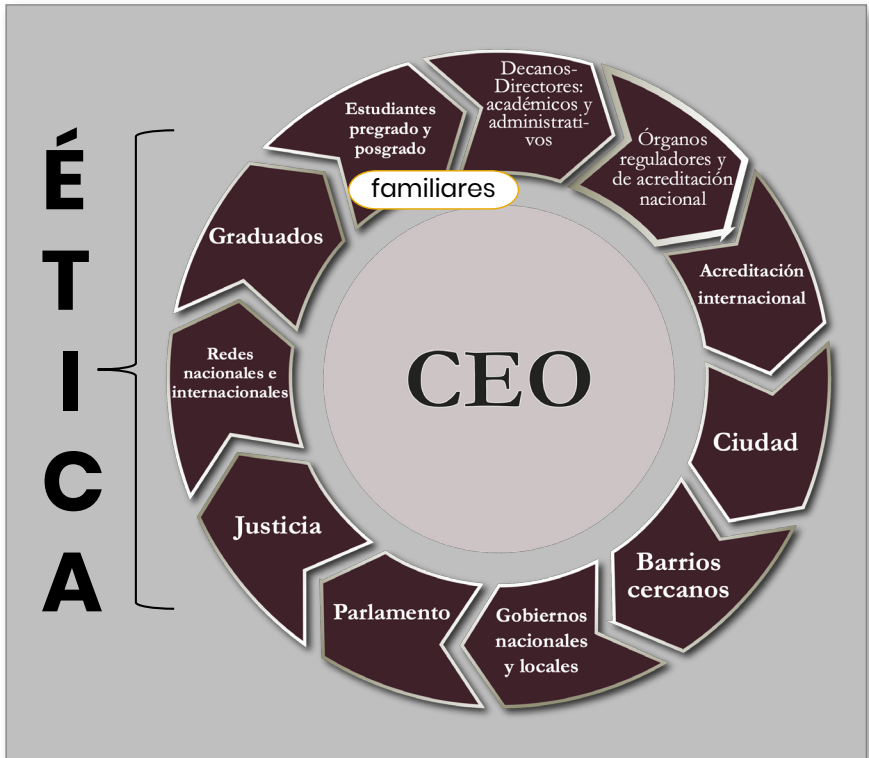 É
T
I
C
A
Decanos-
Directores:
académicos y
administrati-
vos
Órganos
reguladores y
de acreditación
nacional
Acreditación
internacional
Ciudad
Barrios
cercanos
Gobiernos
nacionales
y locales
Parlamento
Justicia
Redes
nacionales e
internacionales
Graduados
Estudiantes
pregrado y
posgrado
familiares
CEO